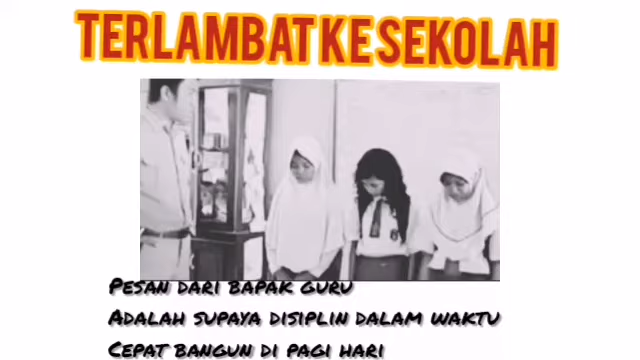 TERLAMBAT KE SEKOLAH
Pesan dari bapak guru
Adalah supaya disiplin dalam waktu
Cepat bangun di pagi hari